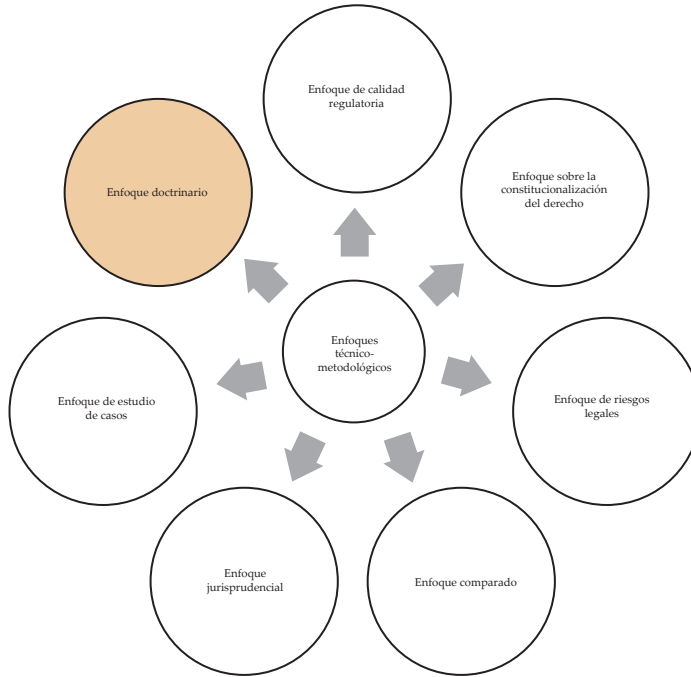 Enfoque de calidad
regulatoria
Enfoque doctrinario
Enfoque sobre la
constitucionalización
del derecho
Enfoques
técnico-
metodológicos
Enfoque de estudio
de casos
Enfoque de riesgos
legales
Enfoque
jurisprudencial
Enfoque comparado